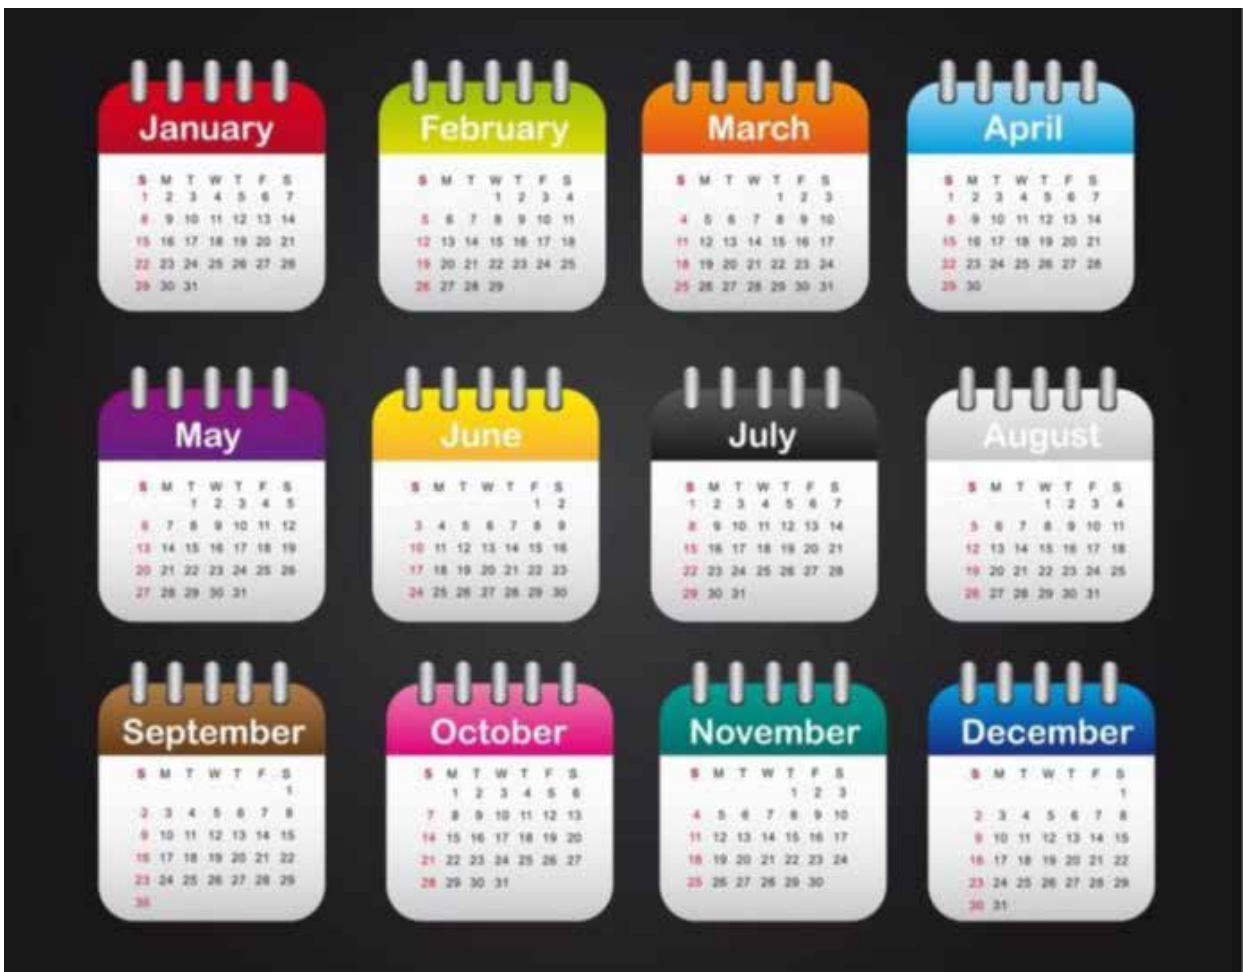 January
S M T W T F S
1 2 3 4 5 6 7
8 9 10 11 12 13 14
15 16 17 18 19 20 21
22 23 24 25 26 27 28
29 30 31
February
S M T W T F S
1 2 3 4
5 6 7 8 9 10 11
12 13 14 15 16 17 18
19 20 21 22 23 24 25
26 27 28 29
March
S M T W T F S
1 2 3
4 5 6 7 8 9 10
11 12 13 14 15 16 17
18 19 20 21 22 23 24
25 26 27 28 29 30 31
April
S M T W T F S
1 2 3 4 5 6 7
8 9 10 11 12 13 14
15 16 17 18 19 20 21
22 23 24 25 26 27 28
29 30
May
S M T W T F S
1 2 3 4 5
6 7 8 9 10 11 12
13 14 15 16 17 18 19
20 21 22 23 24 25 26
27 28 29 30 31
June
S M T W T F S
1 2
3 4 5 6 7 8 9
10 11 12 13 14 15 16
17 18 19 20 21 22 23
24 25 26 27 28 29 30
July
S M T W T F S
1 2 3 4 5 6 7
8 9 10 11 12 13 14
15 16 17 18 19 20 21
22 23 24 25 26 27 28
29 30 31
August
S M T W T F S
1 2 3 4
5 6 7 8 9 10 11
12 13 14 15 16 17 18
19 20 21 22 23 24 25
26 27 28 29 30 31
September
S M T W T F S
1
2 3 4 5 6 7 8
9 10 11 12 13 14 15
16 17 18 19 20 21 22
23 24 25 26 27 28 29
30
October
S M T W T F S
1 2 3 4 5 6
7 8 9 10 11 12 13
14 15 16 17 18 19 20
21 22 23 24 25 26 27
28 29 30 31
November
S M T W T F S
1 2 3
4 5 6 7 8 9 10
11 12 13 14 15 16 17
18 19 20 21 22 23 24
25 26 27 28 29 30
December
S M T W T F S
1
2 3 4 5 6 7 8
9 10 11 12 13 14 15
16 17 18 19 20 21 22
23 24 25 26 27 28 29
30 31